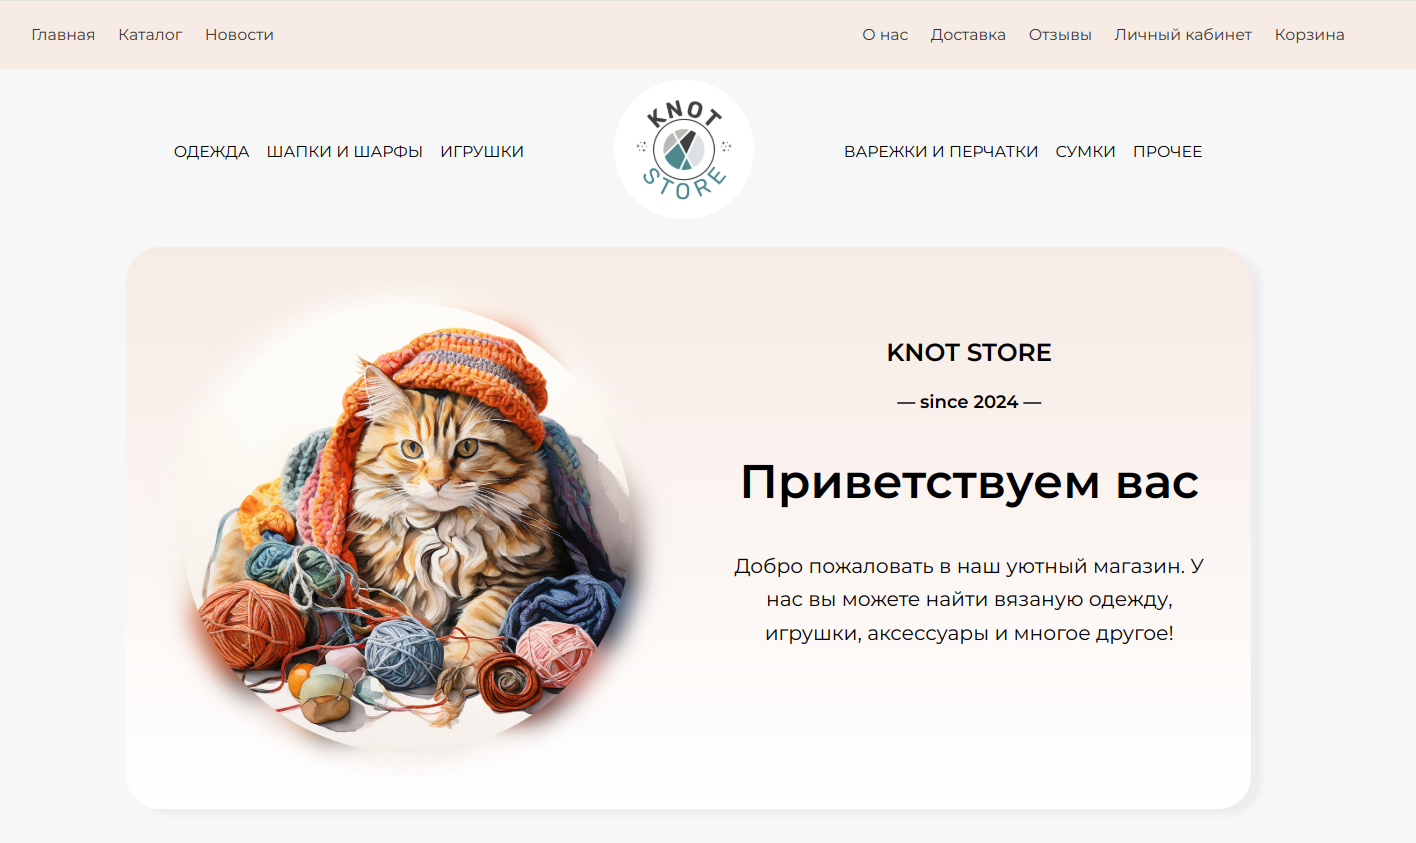 Главная Каталог Новости О нас Доставка Отзывы Личный кабинет Корзина
KNOT
STORE
ОДЕЖДА ШАПКИ И ШАРФЫ ИГРУШКИ ВАРЕЖКИ И ПЕРЧАТКИ СУМКИ ПРОЧЕЕ
KNOT STORE
— since 2024 —
Приветствуем вас
Добро пожаловать в наш уютный магазин. У
нас вы можете найти вязаную одежду,
игрушки, аксессуары и многое другое!